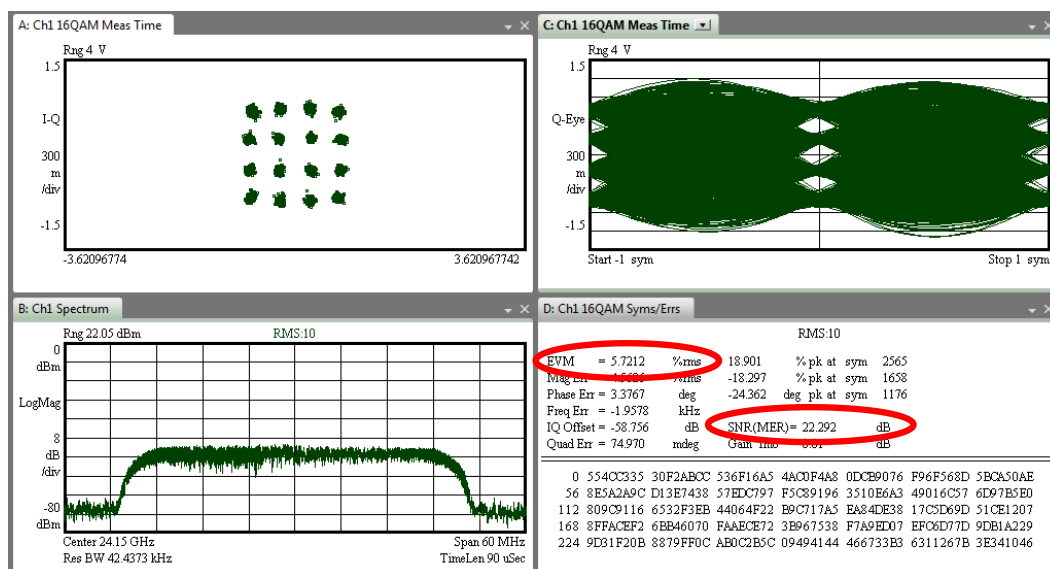 A: Ch1 16QAM Meas Time
Rng 4 V
1.5
I-Q
300
m
/div
-1.5
-3.62096774 3.620967742
C: Ch1 16QAM Meas Time
Rng 4 V
1.5
Q-Eye
300
m
/div
-1.5
Start -1 sym Stop 1 sym
B: Ch1 Spectrum
Rng 22.05 dBm RMS:10
0
dBm
LogMag
8
dB
/div
-80
dBm
Center 24.15 GHz Span 60 MHz
Res BW 42.4373 kHz TimeLen 90 uSec
D: Ch1 16QAM Syms/Errs
RMS:10
EVM = 5.7212 %rms 18.901 % pk at sym 2565
Mag Err = %rms -18.297 % pk at sym 1658
Phase Err = 3.3767 deg -24.362 deg pk at sym 1176
Freq Err = -1.9578 kHz
IQ Offset = -58.756 dB SNR(MER)= 22.292 dB
Quad Err = 74.970 mdeg Gain Imb = dB
0 554CC335 30F2ABCC 536F16A5 4AC0F4A8 0DCB9076 F96F568D 5BCA50AE
56 8E5A2A9C D13E7438 57EDC797 F5C89196 3510E6A3 49016C57 6D97B5E0
112 809C9116 6532F3EB 44064F22 B9C717A5 EA84DE38 17C5D69D 51CE1207
168 8FFACEF2 6BB46070 FAAECE72 3B967538 F7A9ED07 EFC6D77D 9DB1A229
224 9D31F20B 8879FF0C AB0C2B5C 09494144 466733B3 6311267B 3E341046